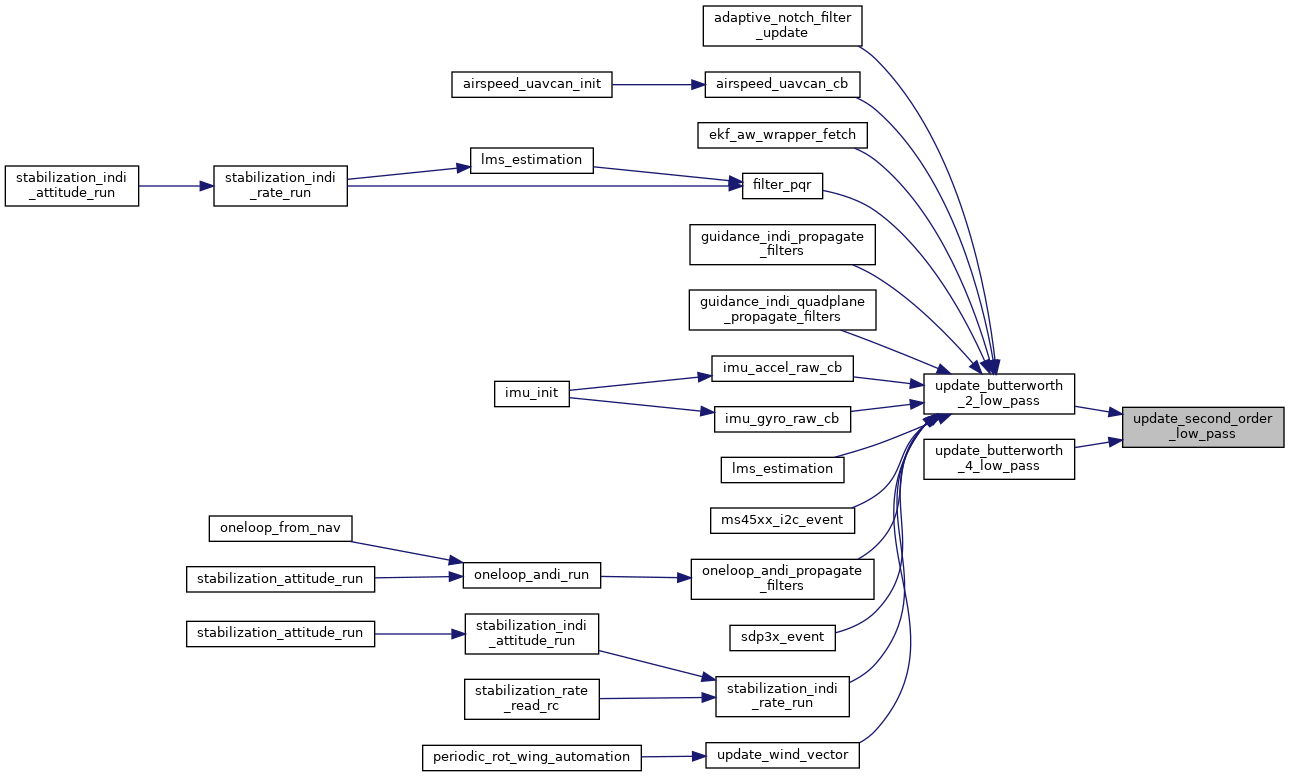 adaptive_notch_filter
_update
airspeed_uavcan_init
airspeed_uavcan_cb
ekf_aw_wrapper_fetch
lms_estimation
stabilization_indi
_attitude_run
stabilization_indi
_rate_run
filter_pqr
guidance_indi_propagate
_filters
guidance_indi_quadplane
_propagate_filters
imu_accel_raw_cb
imu_init
update_butterworth
_2_low_pass
imu_gyro_raw_cb
update_second_order
_low_pass
lms_estimation
update_butterworth
_4_low_pass
ms45xx_i2c_event
oneloop_from_nav
stabilization_attitude_run
oneloop_andi_run
oneloop_andi_propagate
_filters
stabilization_attitude_run
stabilization_indi
_attitude_run
sdp3x_event
stabilization_rate
_read_rc
stabilization_indi
_rate_run
periodic_rot_wing_automation
update_wind_vector